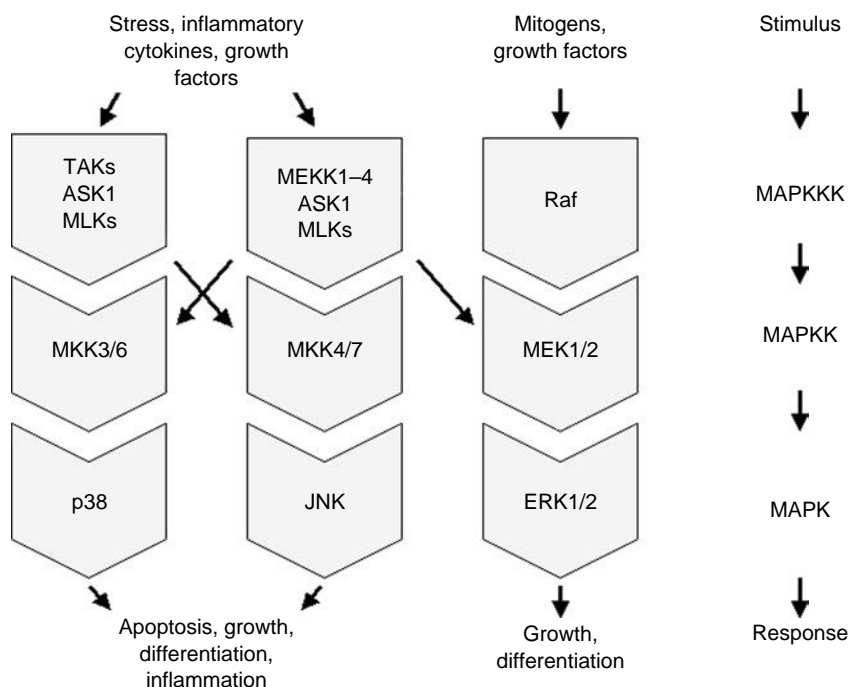 Stress, inflammatory
cytokines, growth
factors
Mitogens,
growth factors
Stimulus
TAKs
ASK1
MLKs
MEKK1–4
ASK1
MLKs
Raf
MAPKKK
MKK3/6
MKK4/7
MEK1/2
MAPKK
p38
JNK
ERK1/2
MAPK
Apoptosis, growth,
differentiation,
inflammation
Growth,
differentiation
Response